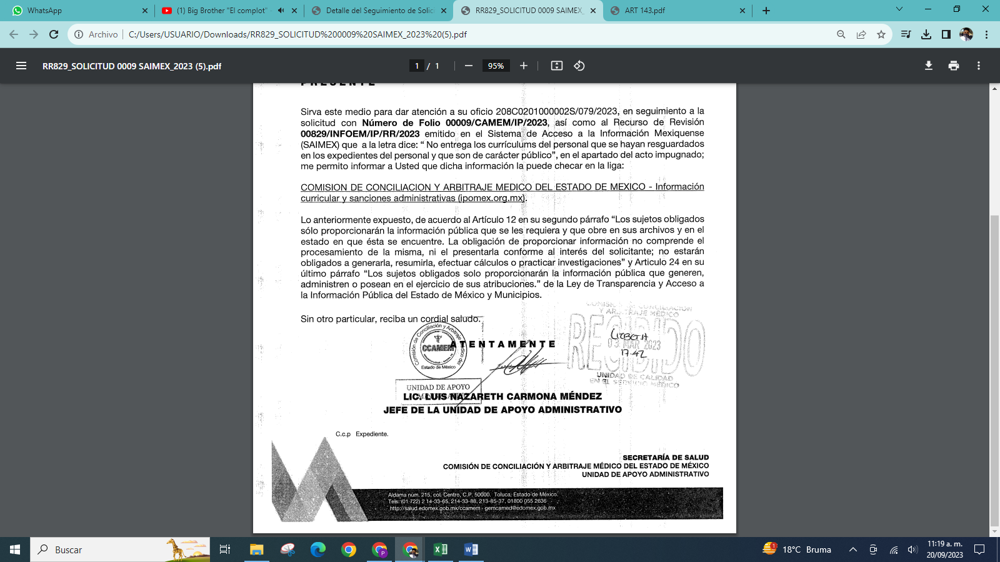 WhatsApp
(1) Big Brother "El complot" -
Detalle del Seguimiento de Solici
RR829_SOLICITUD 0009 SAIMEX_
ART 143.pdf
Archivo
C:/Users/USUARIO/Downloads/RR829_SOLICITUD%200009%20SAIMEX_2023%20(5).pdf
RR829_SOLICITUD 0009 SAIMEX_2023 (5).pdf
1 / 1
95%
PRESENTE
Sirva este medio para dar atención a su oficio 208C0201000002S/079/2023, en seguimiento a la
solicitud con Número de Folio 00009/CAMEM/IP/2023, así como al Recurso de Revisión
00829/INFOEM/IP/RR/2023 emitido en el Sistema de Acceso a la Información Mexiquense
(SAIMEX) que a la letra dice: “ No entrega los currículums del personal que se hayan resguardados
en los expedientes del personal y que son de carácter público”, en el apartado del acto impugnado;
me permito informar a Usted que dicha información la puede checar en la liga:
COMISION DE CONCILIACION Y ARBITRAJE MEDICO DEL ESTADO DE MEXICO - Información
curricular y sanciones administrativas (ipomex.org.mx).
Lo anteriormente expuesto, de acuerdo al Artículo 12 en su segundo párrafo “Los sujetos obligados
sólo proporcionarán la información pública que se les requiera y que obre en sus archivos y en el
estado en que ésta se encuentre. La obligación de proporcionar información no comprende el
procesamiento de la misma, ni el presentarla conforme al interés del solicitante; no estarán
obligados a generarla, resumirla, efectuar cálculos o practicar investigaciones” y Articulo 24 en su
último párrafo “Los sujetos obligados solo proporcionarán la información pública que generen,
administren o posean en el ejercicio de sus atribuciones.” de la Ley de Transparencia y Acceso a
la Información Pública del Estado de México y Municipios.
Sin otro particular, reciba un cordial saludo.
COMISIÓN DE CONCILIACION
Y ARBITRAJE MÉDICO
RECIBIDO
LIZBETH
03 MAR 2023
17:42
UNIDAD DE CALIDAD
EN EL SERVICIO MÉDICO
Comisión de Conciliación y Arbitraje Médico del
CCAMEM
Estado de México
ATENTAMENTE
UNIDAD DE APOYO
LIC. LUIS NAZARETH CARMONA MÉNDEZ
JEFE DE LA UNIDAD DE APOYO ADMINISTRATIVO
C.c.p Expediente.
SECRETARÍA DE SALUD
COMISIÓN DE CONCILIACIÓN Y ARBITRAJE MÉDICO DEL ESTADO DE MÉXICO
UNIDAD DE APOYO ADMINISTRATIVO
Aldama núm. 215, col. Centro, C.P. 50000. Toluca, Estado de México.
Tels: (01 722) 2 14-33-65, 214-33-88, 213-85-37, 01800 055 2636
http://salud.edomex.gob.mx/ccamem - gemcamed@edomex.gob.mx
Buscar
1
18°C Bruma
11:19 a. m.
20/09/2023